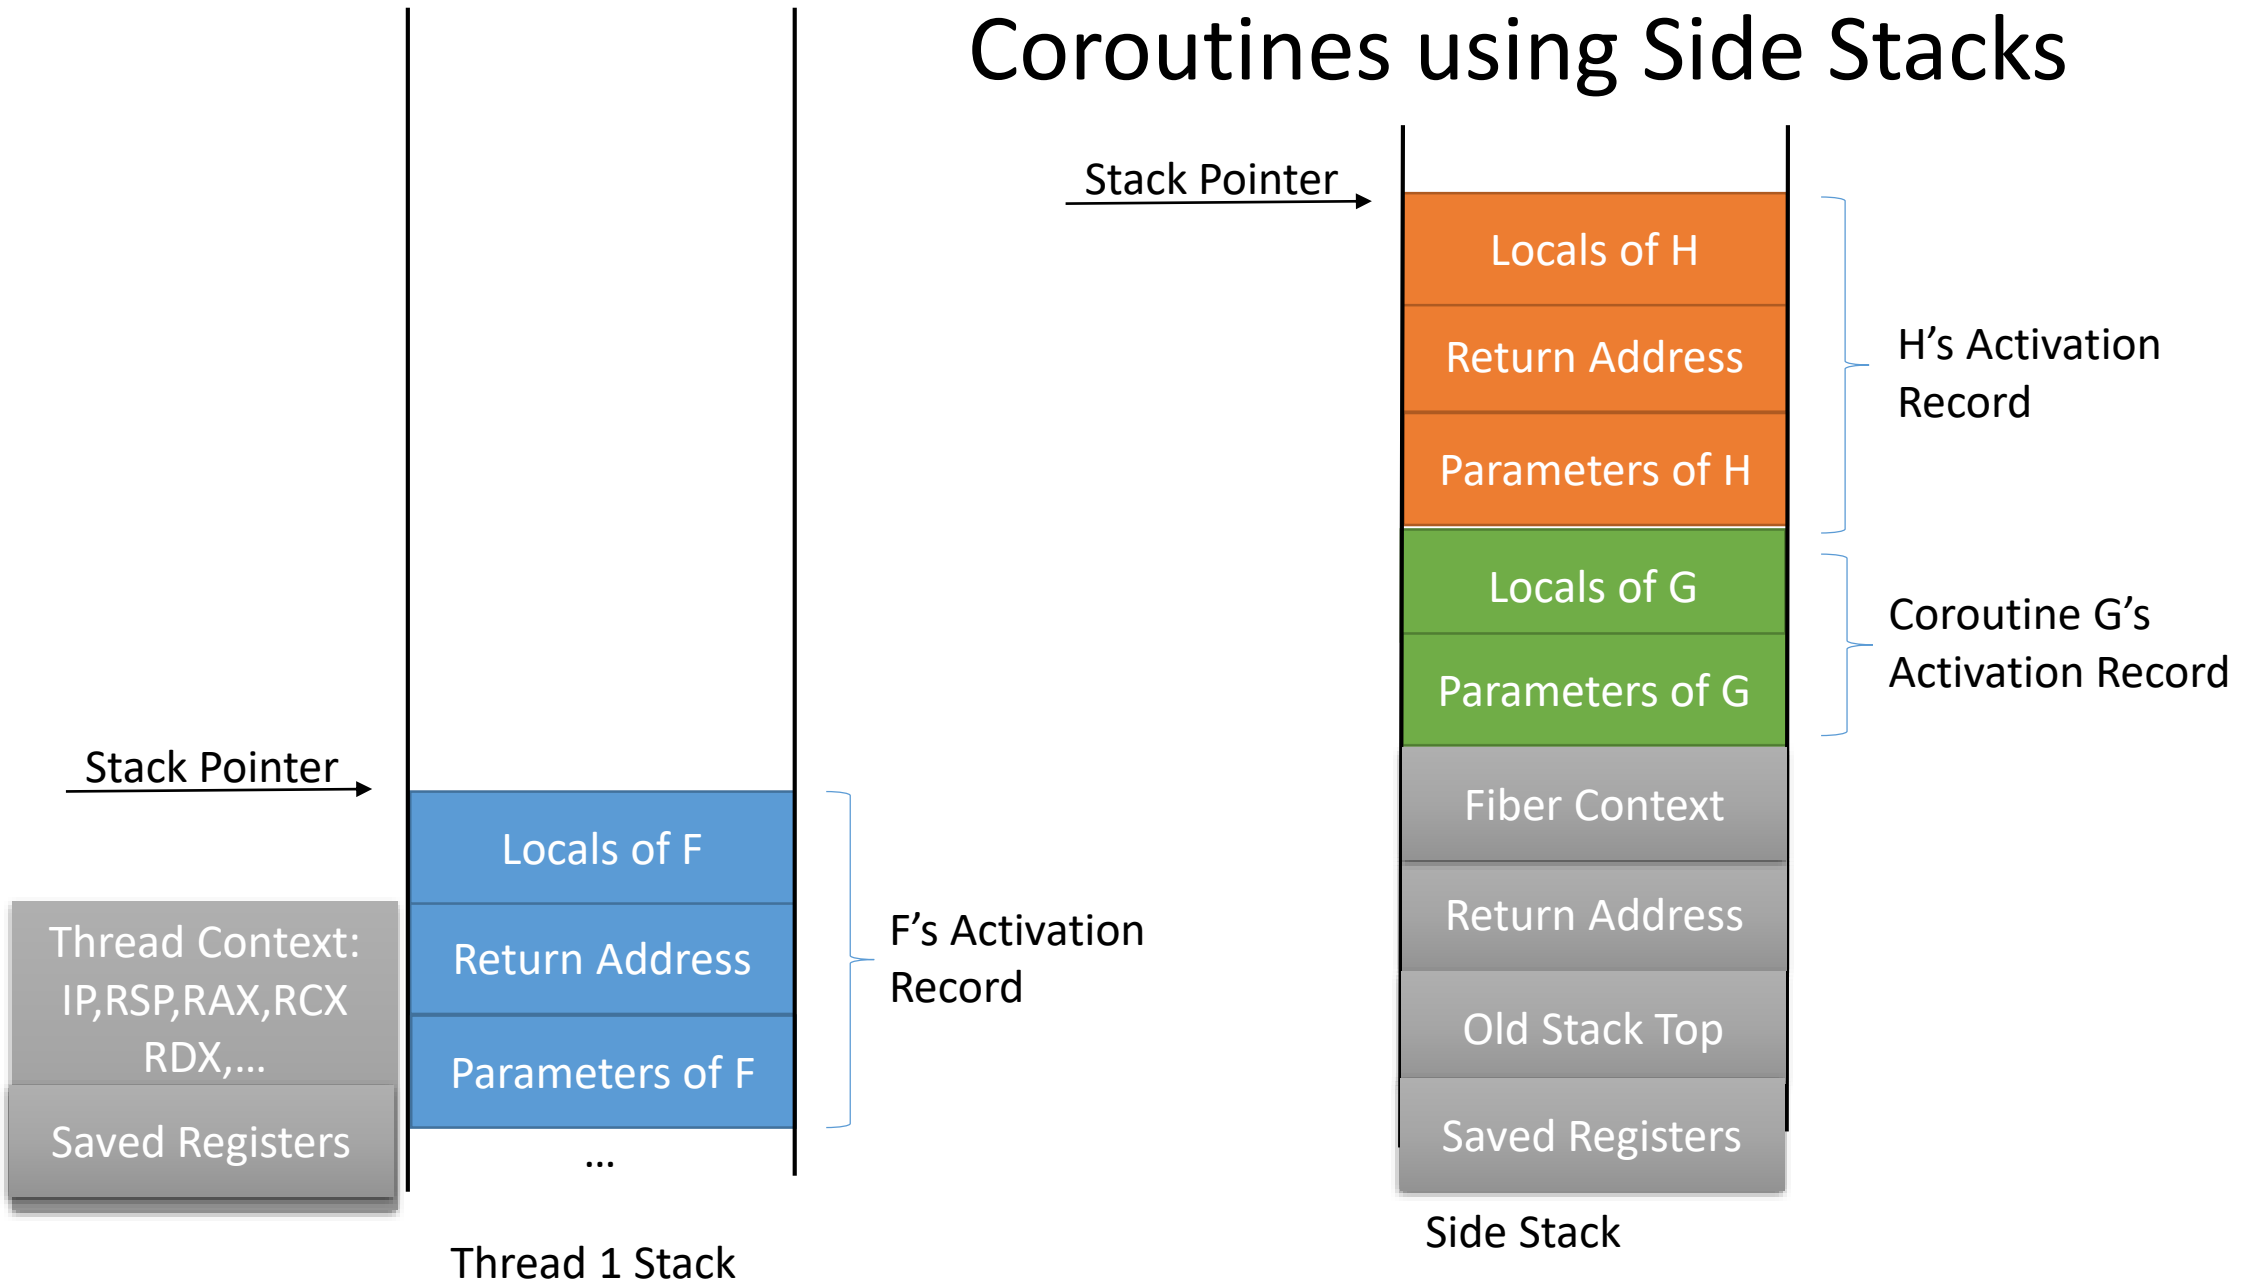 Coroutines using Side Stacks
Stack Pointer
Locals of H
Return Address
Parameters of H
H’s Activation
Record
Locals of G
Parameters of G
Coroutine G’s
Activation Record
Fiber Context
Return Address
Old Stack Top
Saved Registers
Side Stack
Stack Pointer
Locals of F
Return Address
Parameters of F
...
F’s Activation
Record
Thread Context:
IP,RSP,RAX,RCX
RDX,...
Saved Registers
Thread 1 Stack